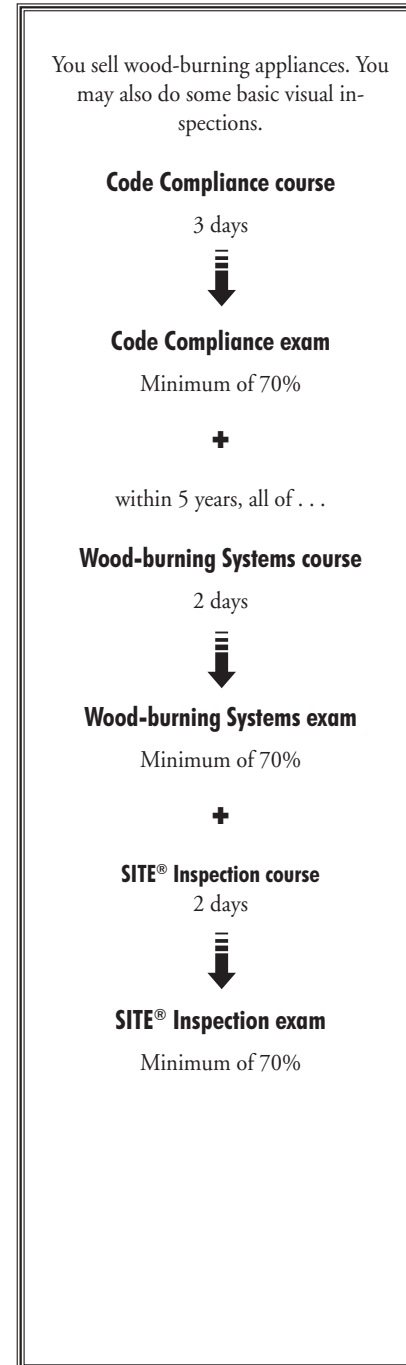 You sell wood-burning appliances. You
may also do some basic visual in-
spections.
Code Compliance course
3 days
Code Compliance exam
Minimum of 70%
+
within 5 years, all of . . .
Wood-burning Systems course
2 days
Wood-burning Systems exam
Minimum of 70%
+
SITE® Inspection course
2 days
SITE® Inspection exam
Minimum of 70%